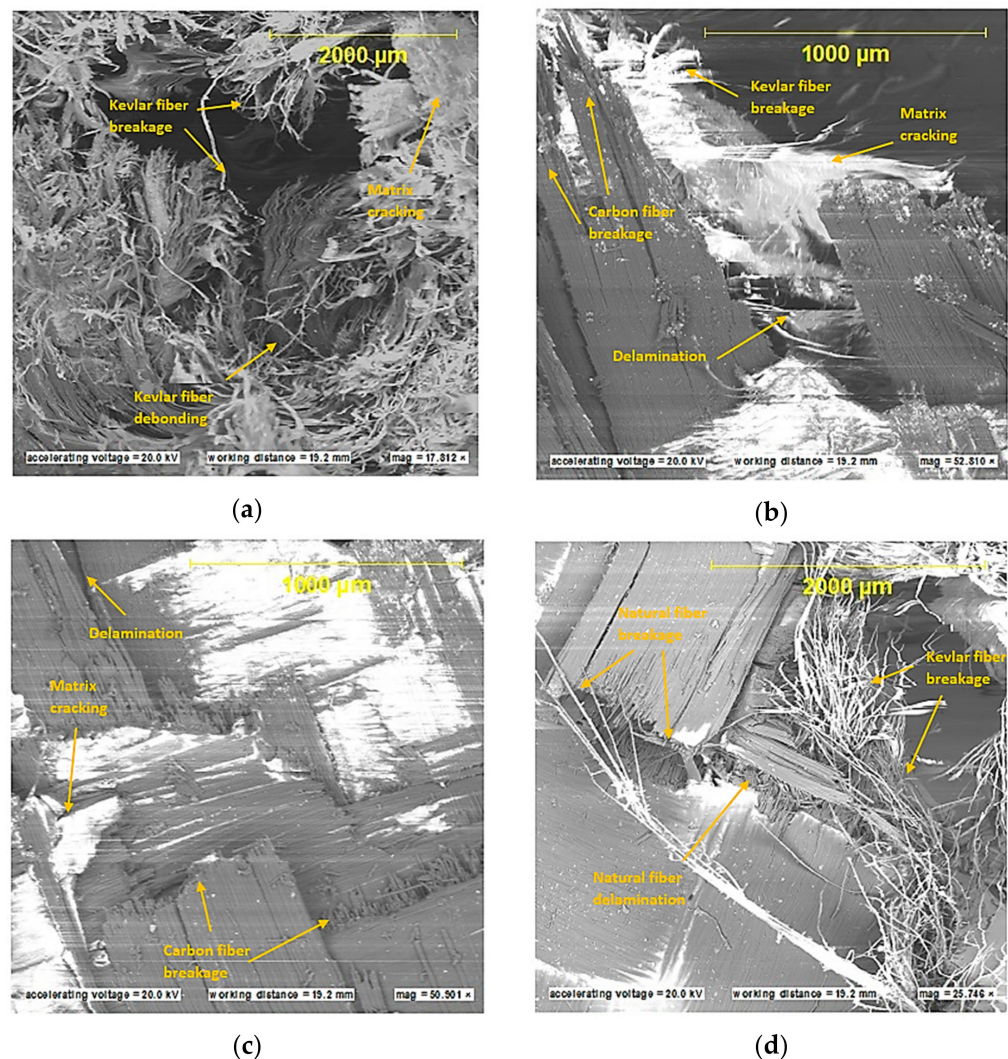 2000 µm
Kevlar fiber
breakage
Matrix
cracking
Kevlar fiber
debonding
accelerating voltage = 20.0 kV working distance = 19.2 mm mag = 17.812 ×
(a)
1000 µm
Kevlar fiber
breakage
Matrix
cracking
Carbon fiber
breakage
Delamination
accelerating voltage = 20.0 kV working distance = 19.2 mm mag = 52.810 ×
(b)
1000 µm
Delamination
Matrix
cracking
Carbon fiber
breakage
accelerating voltage = 20.0 kV working distance = 19.2 mm mag = 50.901 ×
(c)
2000 µm
Natural fiber
breakage
Kevlar fiber
breakage
Natural fiber
delamination
accelerating voltage = 20.0 kV working distance = 19.2 mm mag = 25.746 ×
(d)